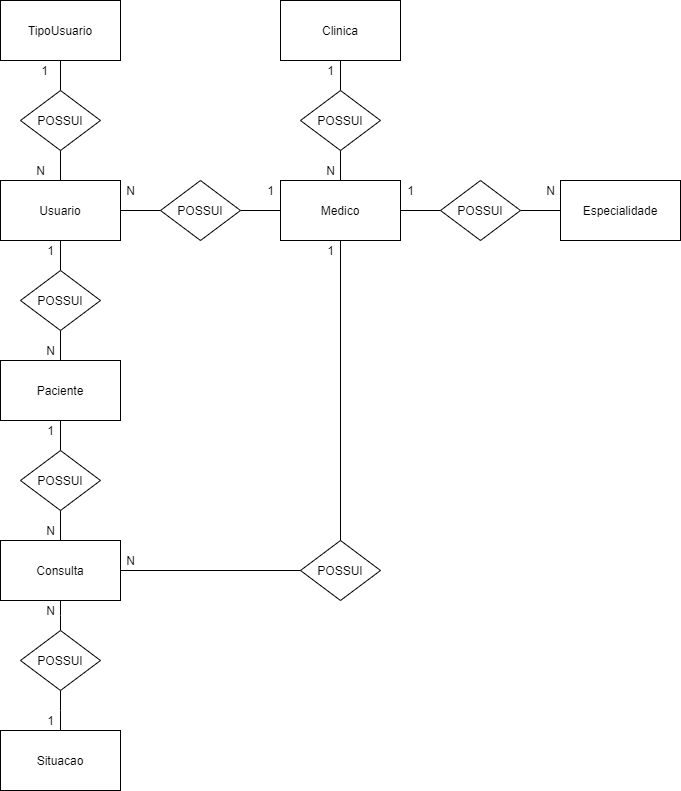 TipoUsuario
Clinica
1
1
POSSUI
POSSUI
N
N
Usuario
N
POSSUI
1
Medico
1
POSSUI
N
Especialidade
1
1
POSSUI
N
Paciente
1
POSSUI
N
Consulta
N
POSSUI
N
POSSUI
1
Situacao